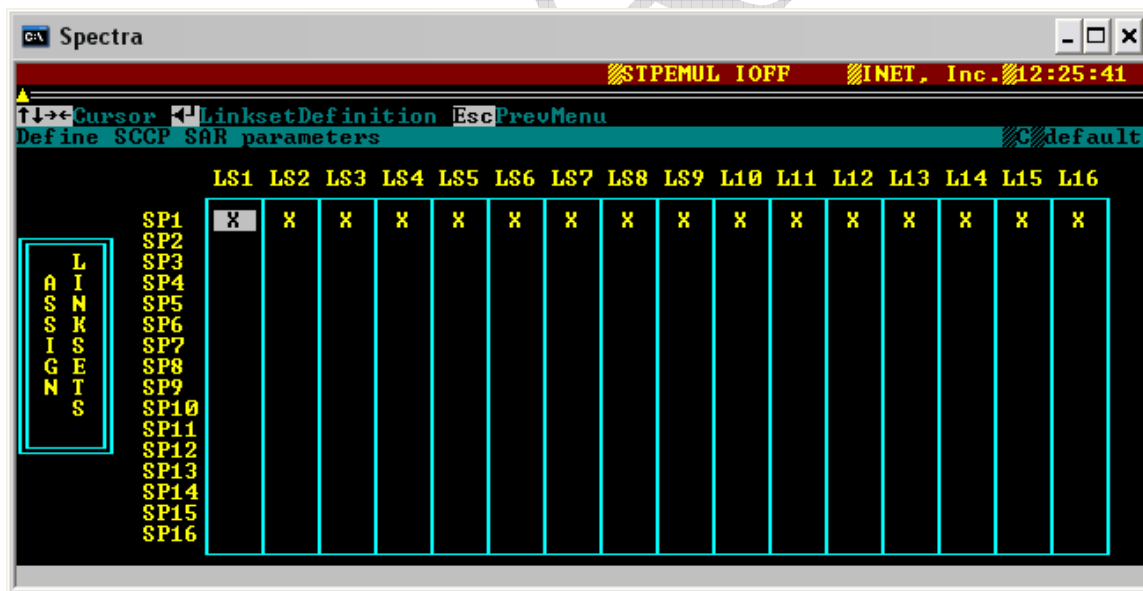 Spectra
STPEMUL IOFF INET, Inc. 12:25:41
↑↓→←Cursor ◄┘LinksetDefinition Esc PrevMenu
Define SCCP SAR parameters C default
LS1 LS2 LS3 LS4 LS5 LS6 LS7 LS8 LS9 L10 L11 L12 L13 L14 L15 L16
ASSIGN LINKSETS
SP1 X X X X X X X X X X X X X X X X
SP2
SP3
SP4
SP5
SP6
SP7
SP8
SP9
SP10
SP11
SP12
SP13
SP14
SP15
SP16